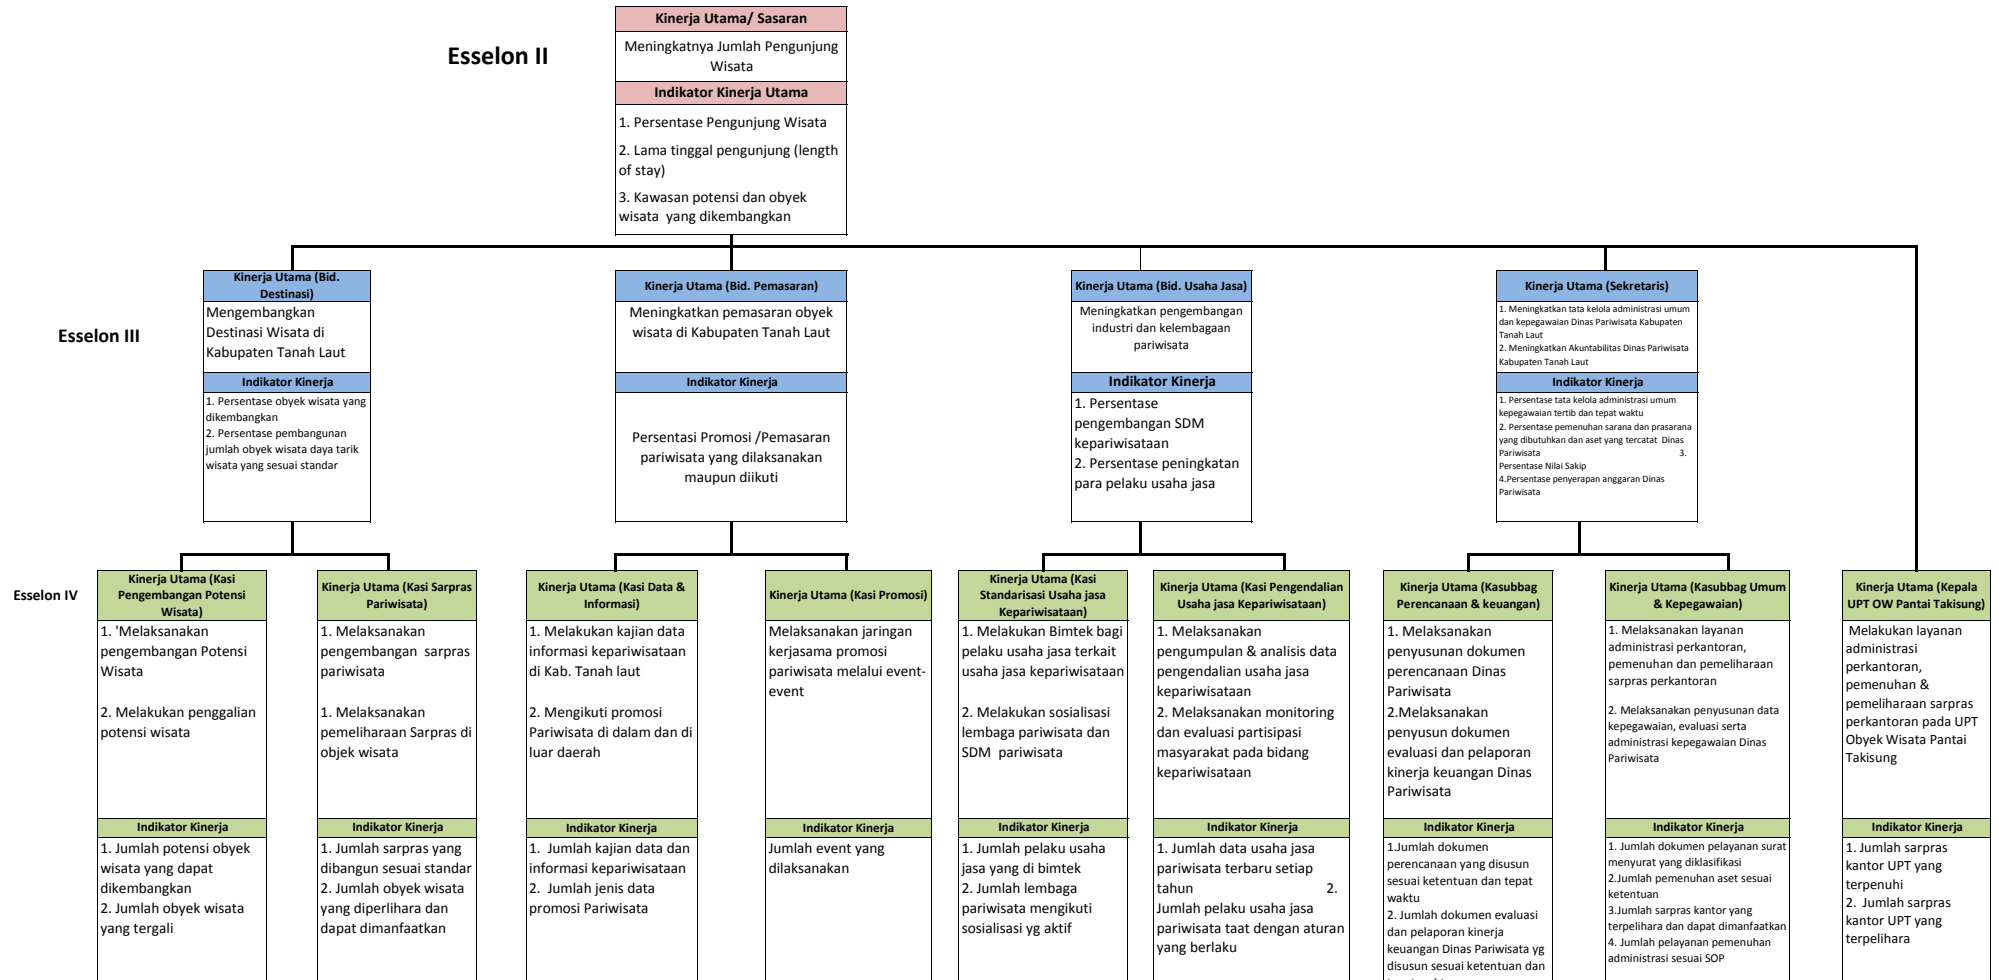 Kinerja Utama/ Sasaran
Esselon II
Meningkatnya Jumlah Pengunjung
Wisata
Indikator Kinerja Utama
1. Persentase Pengunjung Wisata
2. Lama tinggal pengunjung (length
of stay)
3. Kawasan potensi dan obyek
wisata  yang dikembangkan
Esselon III
Kinerja Utama (Bid.
Destinasi)
Mengembangkan
Destinasi Wisata di
Kabupaten Tanah Laut
Indikator Kinerja
1. Persentase obyek wisata yang
dikembangkan
2. Persentase pembangunan
jumlah obyek wisata daya tarik
wisata yang sesuai standar
Kinerja Utama (Bid. Pemasaran)
Meningkatkan pemasaran obyek
wisata di Kabupaten Tanah Laut
Indikator Kinerja
Persentasi Promosi /Pemasaran
pariwisata yang dilaksanakan
maupun diikuti
Kinerja Utama (Bid. Usaha Jasa)
Meningkatkan pengembangan
industri dan kelembagaan
pariwisata
Indikator Kinerja
1. Persentase
pengembangan SDM
kepariwisataan
2. Persentase peningkatan
para pelaku usaha jasa
Kinerja Utama (Sekretaris)
1. Meningkatkan tata kelola administrasi umum
dan kepegawaian Dinas Pariwisata Kabupaten
Tanah Laut
2. Meningkatkan Akuntabilitas Dinas Pariwisata
Kabupaten Tanah Laut
Indikator Kinerja
1. Persentase tata kelola administrasi umum
kepegawaian tertib dan tepat waktu
2. Persentase pemenuhan sarana dan prasarana
yang dibutuhkan dan aset yang tercatat  Dinas
Pariwisata 3.
Persentase Nilai Sakip
4.Persentase penyerapan anggaran Dinas
Pariwisata
Esselon IV
Kinerja Utama (Kasi
Pengembangan Potensi
Wisata)
1. 'Melaksanakan
pengembangan Potensi
Wisata
2. Melakukan penggalian
potensi wisata
Indikator Kinerja
1. Jumlah potensi obyek
wisata yang dapat
dikembangkan
2. Jumlah obyek wisata
yang tergali
Kinerja Utama (Kasi Sarpras
Pariwisata)
1. Melaksanakan
pengembangan  sarpras
pariwisata
1. Melaksanakan
pemeliharaan Sarpras di
objek wisata
Indikator Kinerja
1. Jumlah sarpras yang
dibangun sesuai standar
2. Jumlah obyek wisata
yang diperlihara dan
dapat dimanfaatkan
Kinerja Utama (Kasi Data &
Informasi)
1. Melakukan kajian data
informasi kepariwisataan
di Kab. Tanah laut
2. Mengikuti promosi
Pariwisata di dalam dan di
luar daerah
Indikator Kinerja
1.  Jumlah kajian data dan
informasi kepariwisataan
2.  Jumlah jenis data
promosi Pariwisata
Kinerja Utama (Kasi Promosi)
Melaksanakan jaringan
kerjasama promosi
pariwisata melalui event-
event
Indikator Kinerja
Jumlah event yang
dilaksanakan
Kinerja Utama (Kasi
Standarisasi Usaha jasa
Kepariwisataan)
1. Melakukan Bimtek bagi
pelaku usaha jasa terkait
usaha jasa kepariwisataan
2. Melakukan sosialisasi
lembaga pariwisata dan
SDM  pariwisata
Indikator Kinerja
1. Jumlah pelaku usaha
jasa yang di bimtek
2. Jumlah lembaga
pariwisata mengikuti
sosialisasi yg aktif
Kinerja Utama (Kasi Pengendalian
Usaha jasa Kepariwisataan)
1. Melaksanakan
pengumpulan & analisis data
pengendalian usaha jasa
kepariwisataan
2. Melaksanakan monitoring
dan evaluasi partisipasi
masyarakat pada bidang
kepariwisataan
Indikator Kinerja
1. Jumlah data usaha jasa
pariwisata terbaru setiap
tahun 2.
Jumlah pelaku usaha jasa
pariwisata taat dengan aturan
yang berlaku
Kinerja Utama (Kasubbag
Perencanaan & keuangan)
1. Melaksanakan
penyusunan dokumen
perencanaan Dinas
Pariwisata
2.Melaksanakan
penyusun dokumen
evaluasi dan pelaporan
kinerja keuangan Dinas
Pariwisata
Indikator Kinerja
1.Jumlah dokumen
perencanaan yang disusun
sesuai ketentuan dan tepat
waktu
2. Jumlah dokumen evaluasi
dan pelaporan kinerja
keuangan Dinas Pariwisata yg
disusun sesuai ketentuan dan
Kinerja Utama (Kasubbag Umum
& Kepegawaian)
1. Melaksanakan layanan
administrasi perkantoran,
pemenuhan dan pemeliharaan
sarpras perkantoran
2. Melaksanakan penyusunan data
kepegawaian, evaluasi serta
administrasi kepegawaian Dinas
Pariwisata
Indikator Kinerja
1. Jumlah dokumen pelayanan surat
menyurat yang diklasifikasi
2.Jumlah pemenuhan aset sesuai
ketentuan
3.Jumlah sarpras kantor yang
terpelihara dan dapat dimanfaatkan
4. Jumlah pelayanan pemenuhan
administrasi sesuai SOP
Kinerja Utama (Kepala
UPT OW Pantai Takisung)
Melakukan layanan
administrasi
perkantoran,
pemenuhan &
pemeliharaan sarpras
perkantoran pada UPT
Obyek Wisata Pantai
Takisung
Indikator Kinerja
1. Jumlah sarpras
kantor UPT yang
terpenuhi
2.  Jumlah sarpras
kantor UPT yang
terpelihara